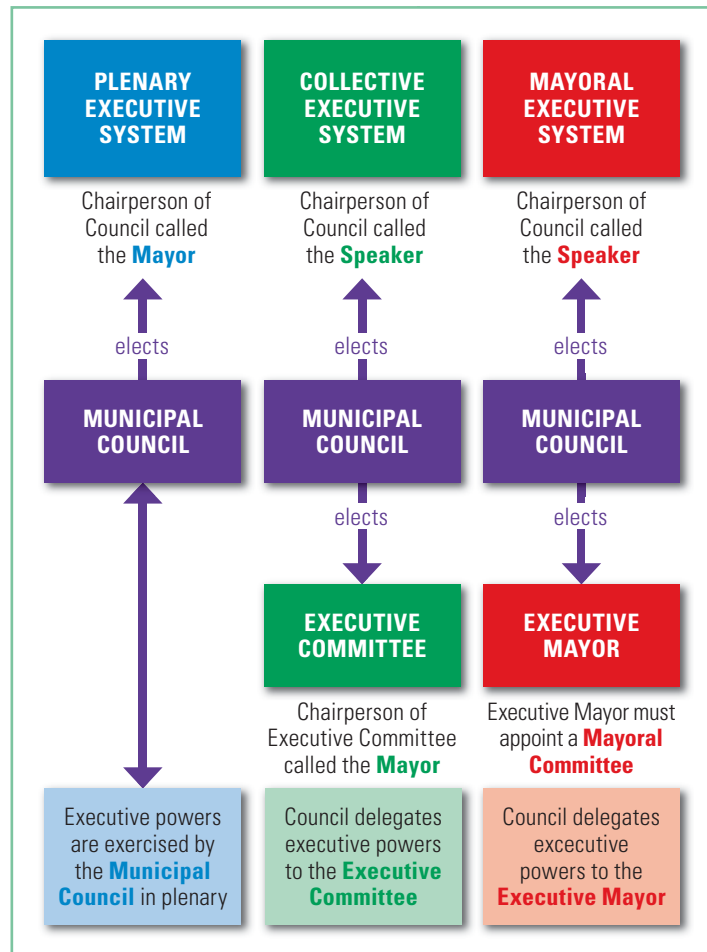 PLENARY
EXECUTIVE
SYSTEM
Chairperson of
Council called
the Mayor
elects
MUNICIPAL
COUNCIL
Executive powers
are exercised by
the Municipal
Council in plenary
COLLECTIVE
EXECUTIVE
SYSTEM
Chairperson of
Council called
the Speaker
elects
MUNICIPAL
COUNCIL
elects
EXECUTIVE
COMMITTEE
Chairperson of
Executive Committee
called the Mayor
Council delegates
executive powers
to the Executive
Committee
MAYORAL
EXECUTIVE
SYSTEM
Chairperson of
Council called
the Speaker
elects
MUNICIPAL
COUNCIL
elects
EXECUTIVE
MAYOR
Executive Mayor must
appoint a Mayoral
Committee
Council delegates
excecutive
powers to the
Executive Mayor